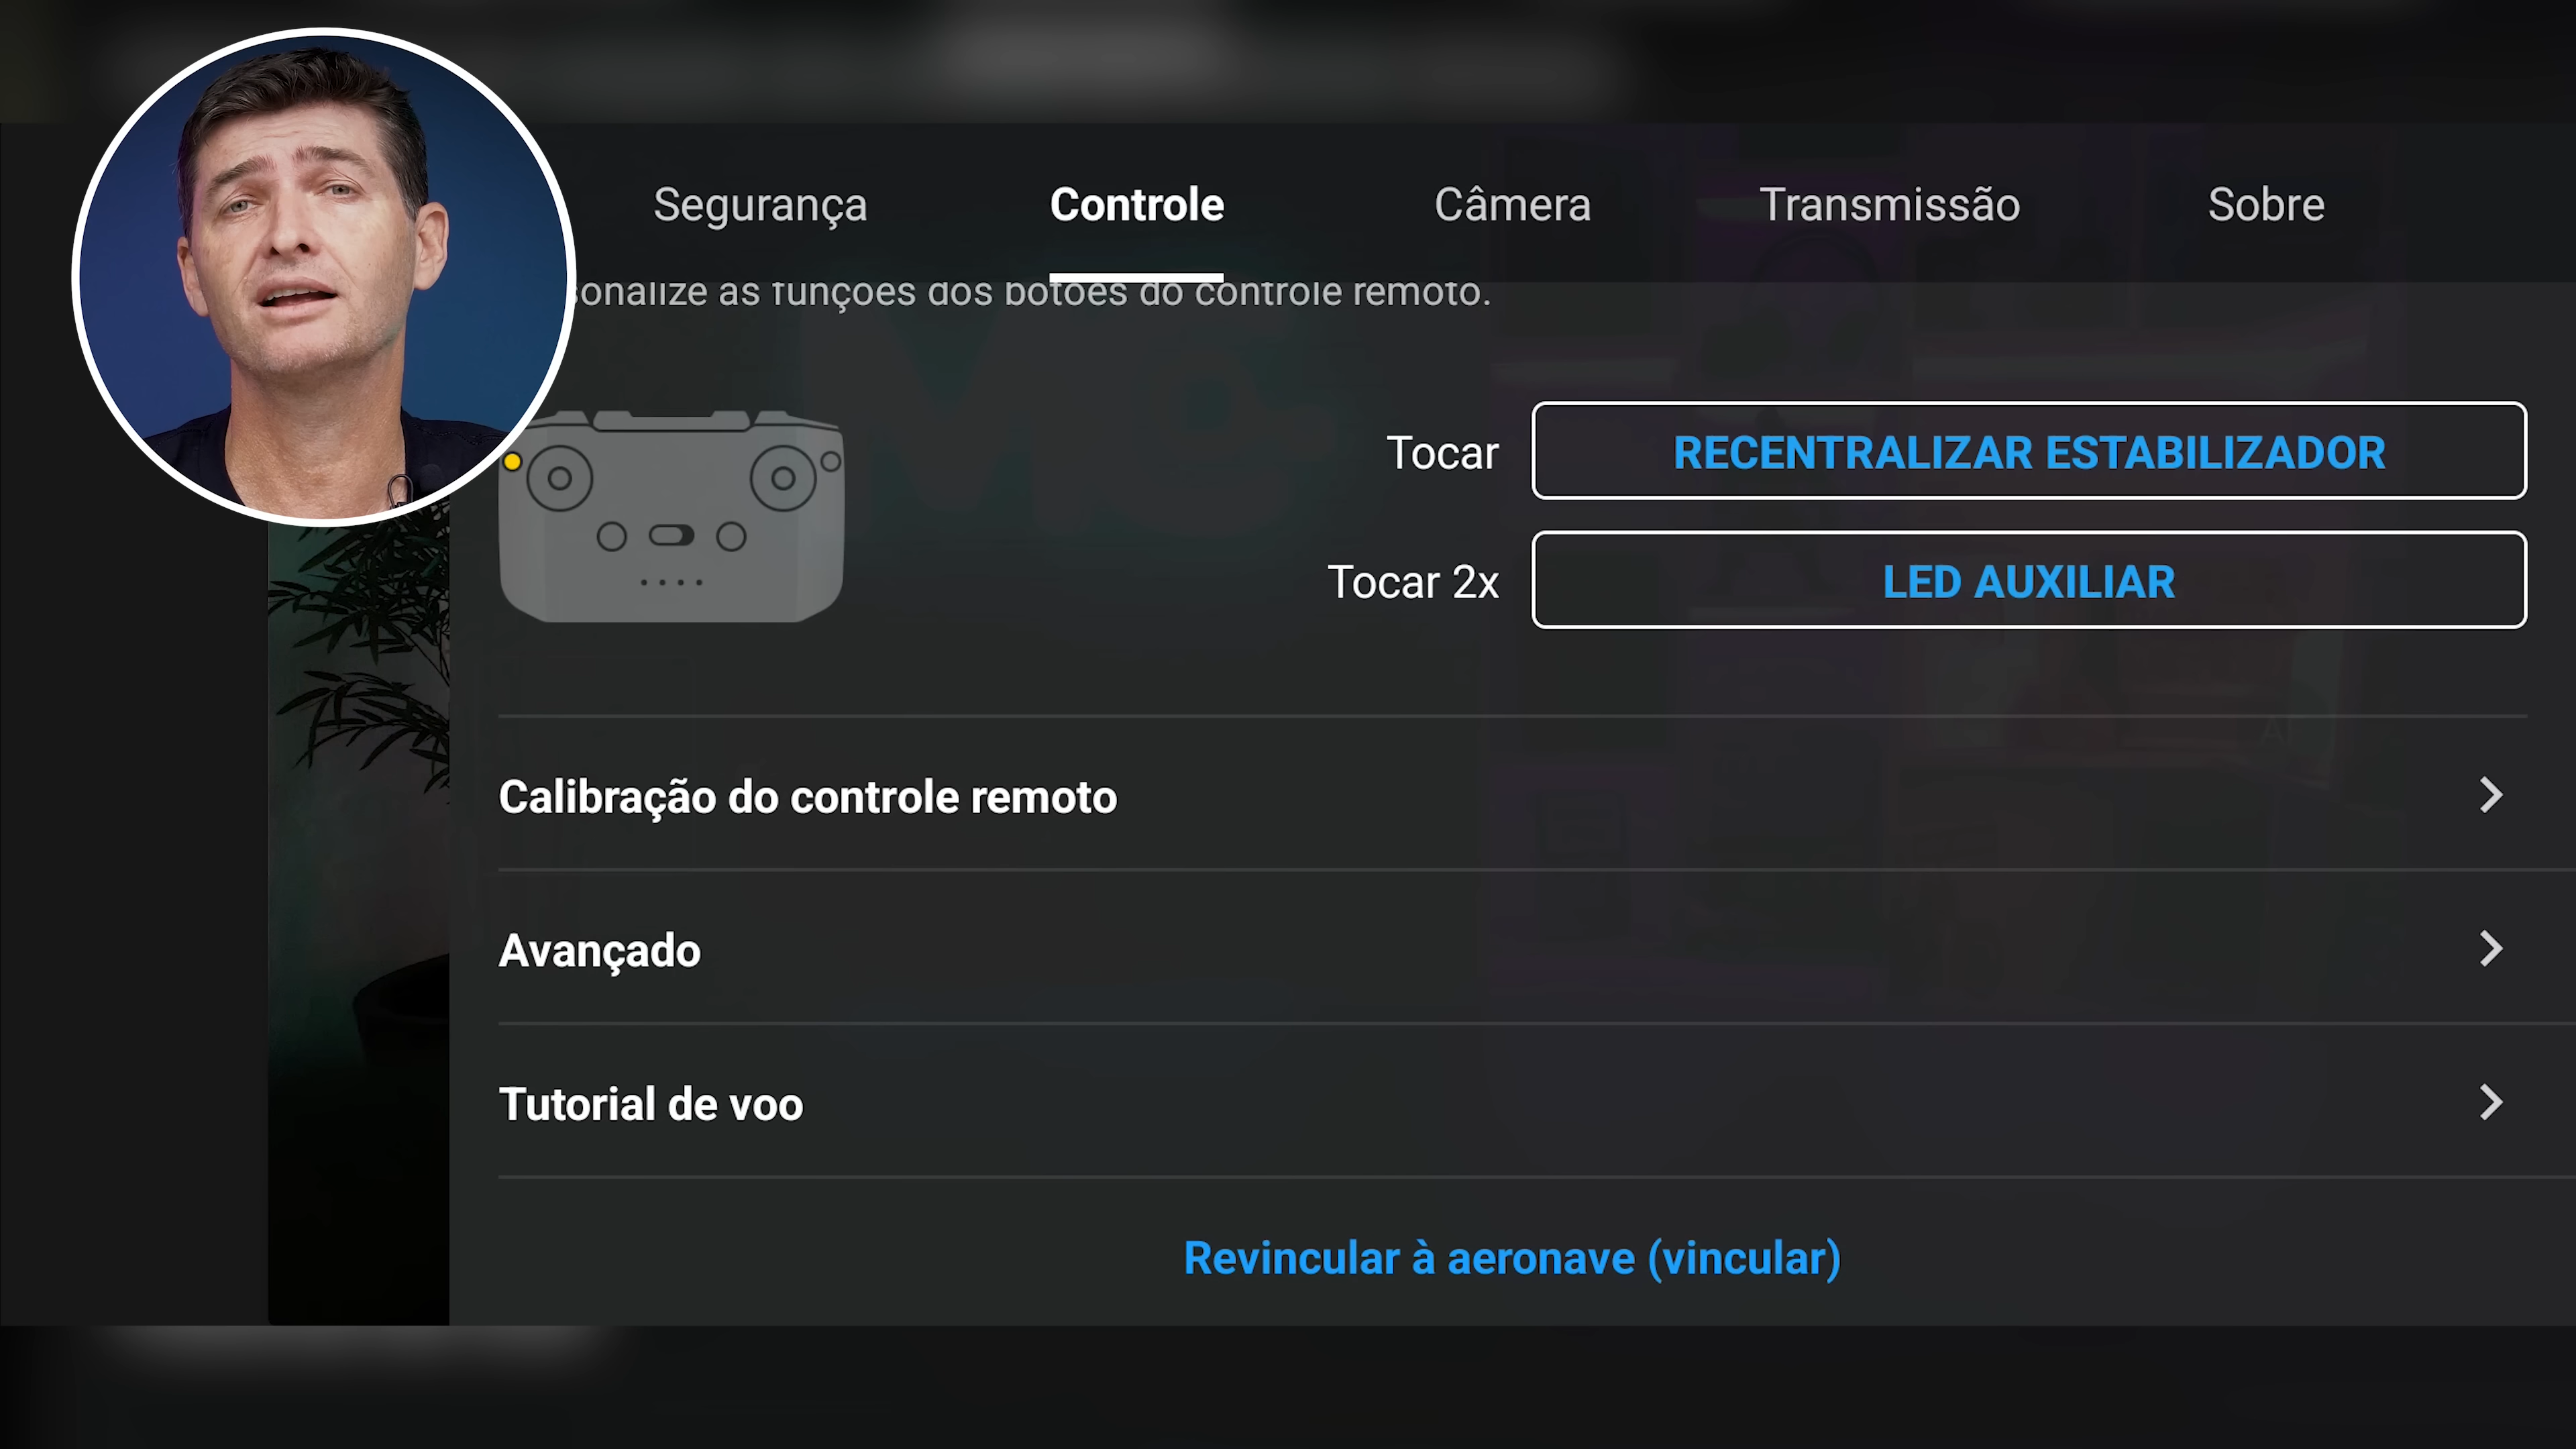 Segurança
Controle
Câmera
Transmissão
Sobre
sonalize as funções dos botões do controle remoto.
Tocar
RECENTRALIZAR ESTABILIZADOR
Tocar 2x
LED AUXILIAR
Calibração do controle remoto
Avançado
Tutorial de voo
Revincular à aeronave (vincular)